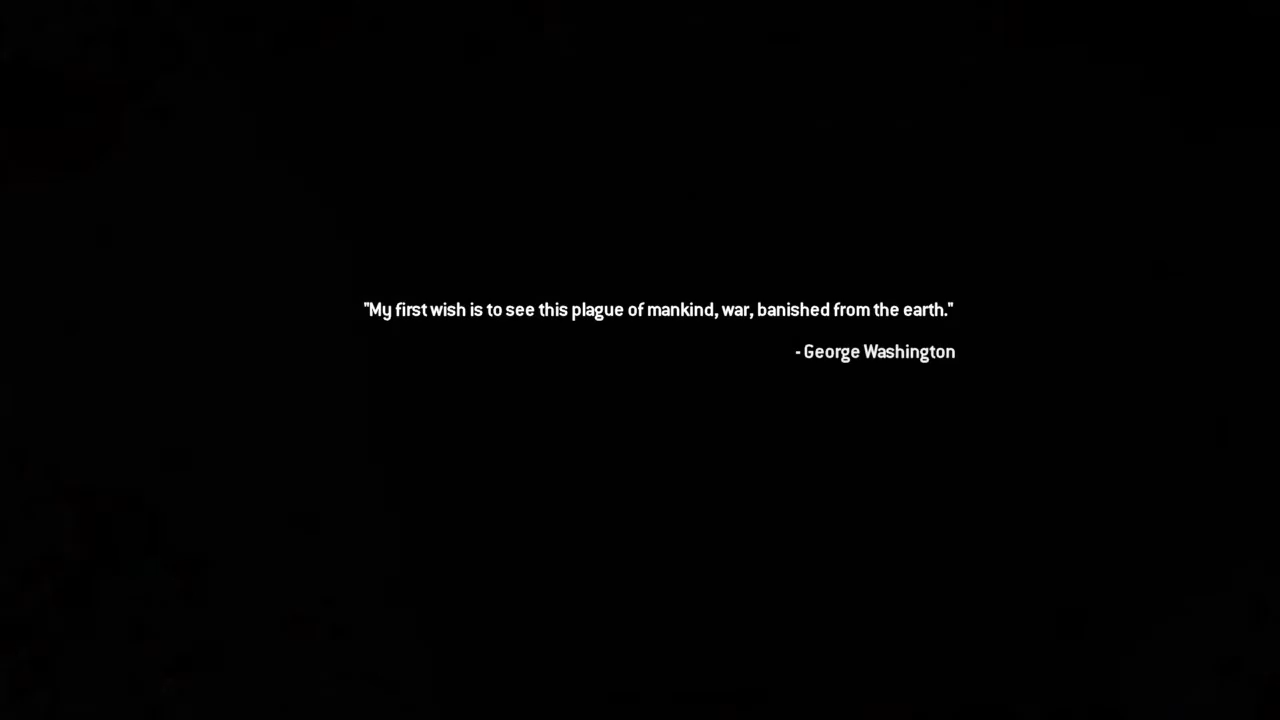 "My first wish is to see this plague of mankind, war, banished from the earth."
- George Washington